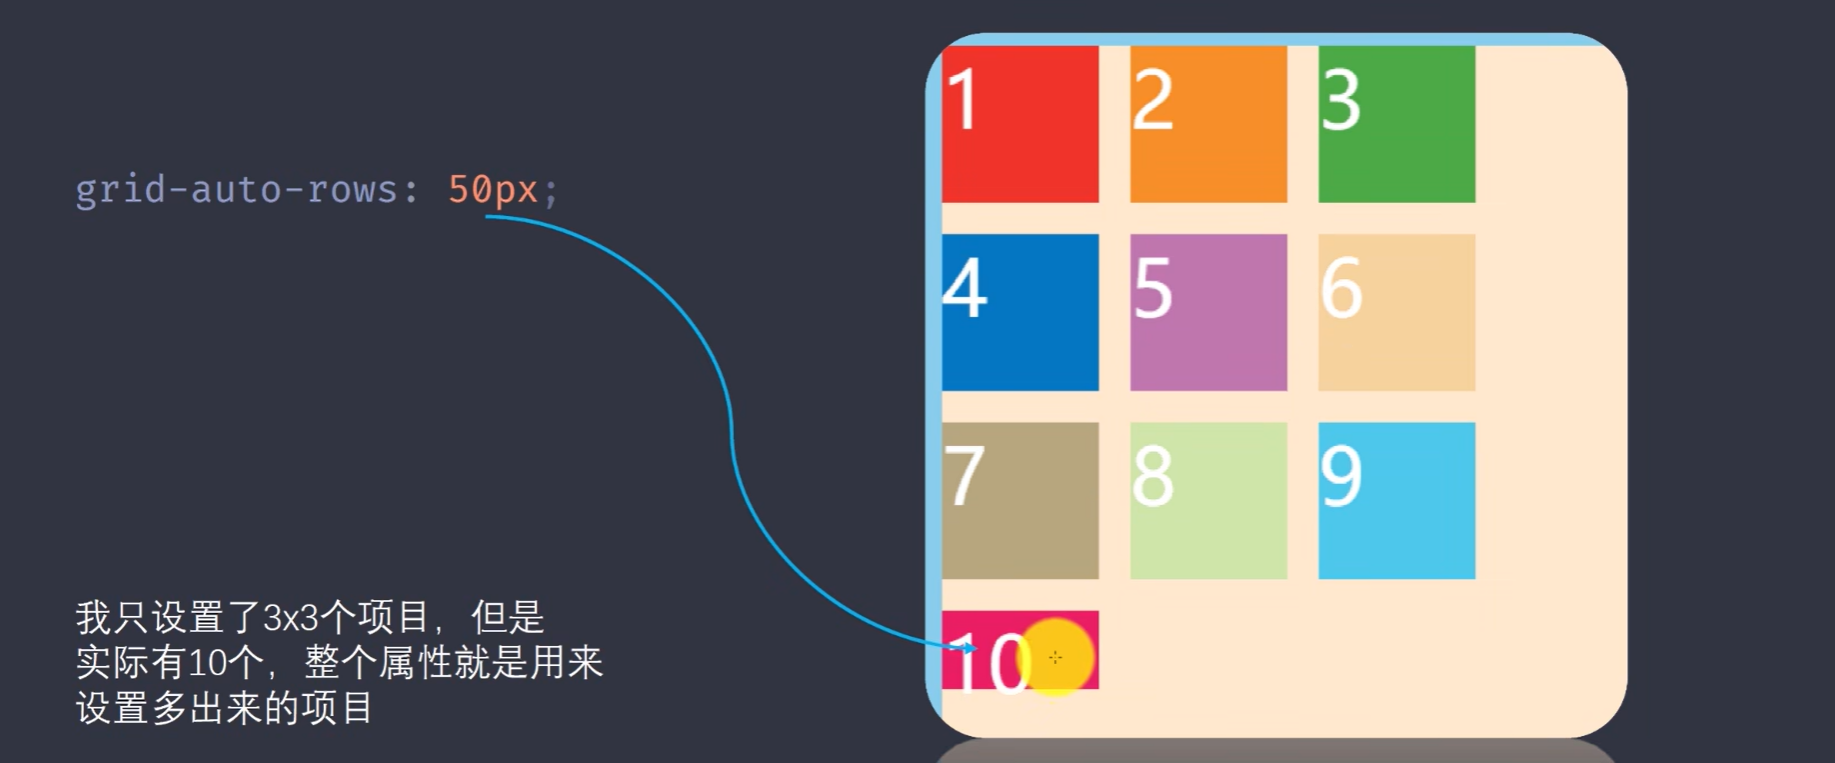 grid-auto-rows: 50px;
我只设置了3x3个项目，但是
实际有10个，整个属性就是用来
设置多出来的项目
1 2 3
4 5 6
7 8 9
10